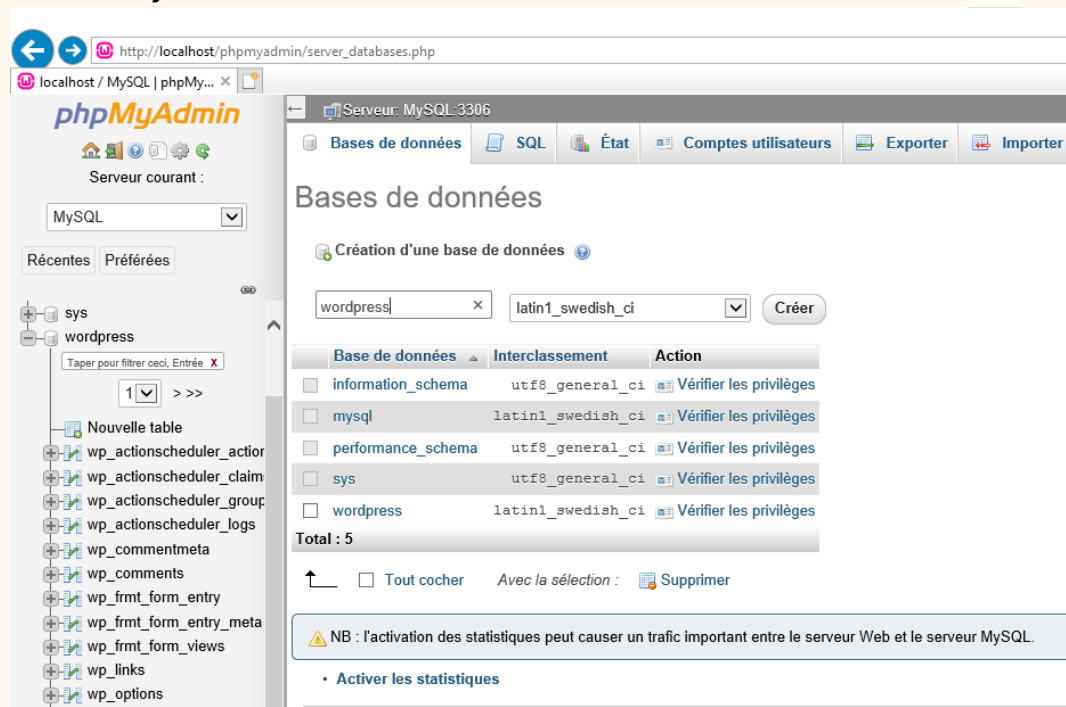 http://localhost/phpmyadmin/server_databases.php
localhost / MySQL | phpMy...
phpMyAdmin
Serveur courant :
MySQL
Récentes Préférées
sys
wordpress
Taper pour filtrer ceci, Entrée X
1 > >>
Nouvelle table
wp_actionscheduler_action
wp_actionscheduler_claim
wp_actionscheduler_group
wp_actionscheduler_logs
wp_commentmeta
wp_comments
wp_frmt_form_entry
wp_frmt_form_entry_meta
wp_frmt_form_views
wp_links
wp_options
Serveur: MySQL:3306
Bases de données SQL État Comptes utilisateurs Exporter Importer
Bases de données
Création d'une base de données
wordpress × latin1_swedish_ci Créer
Base de données Interclassement Action
information_schema utf8_general_ci Vérifier les privilèges
mysql latin1_swedish_ci Vérifier les privilèges
performance_schema utf8_general_ci Vérifier les privilèges
sys utf8_general_ci Vérifier les privilèges
wordpress latin1_swedish_ci Vérifier les privilèges
Total : 5
Tout cocher Avec la sélection : Supprimer
NB : l'activation des statistiques peut causer un trafic important entre le serveur Web et le serveur MySQL.
• Activer les statistiques